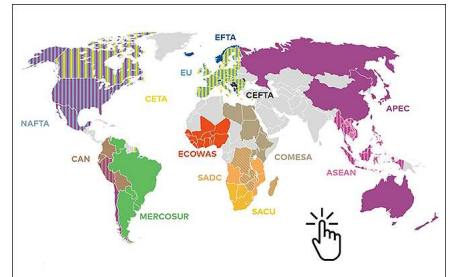 EFTA
EU
CEFTA
CETA
APEC
NAFTA
CAN
ECOWAS
COMESA
SADC
ASEAN
MERCOSUR
SACU